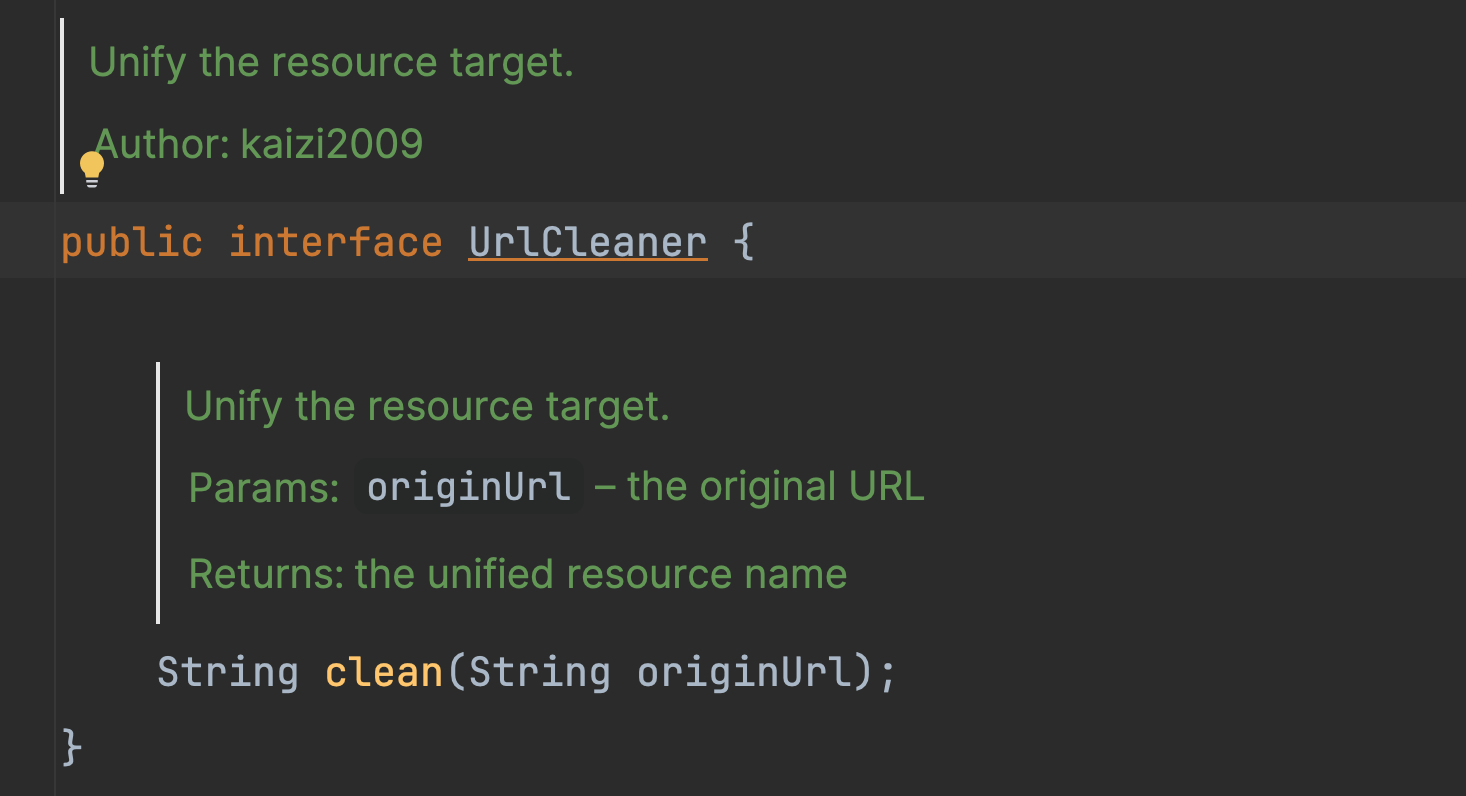 Unify the resource target.
Author: kaizi2009
public interface UrlCleaner {
Unify the resource target.
Params: originUrl – the original URL
Returns: the unified resource name
String clean(String originUrl);
}